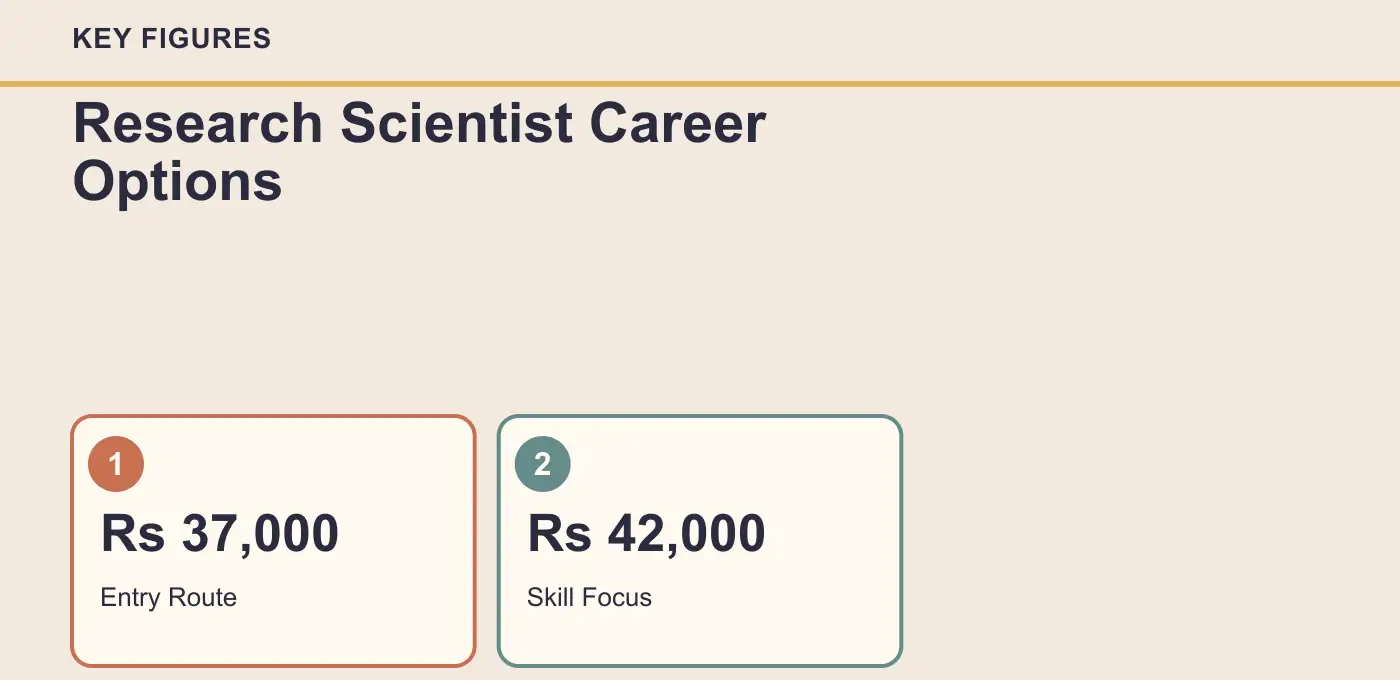 KEY FIGURES
Research Scientist Career
Options
1
Rs 37,000
Entry Route
2
Rs 42,000
Skill Focus